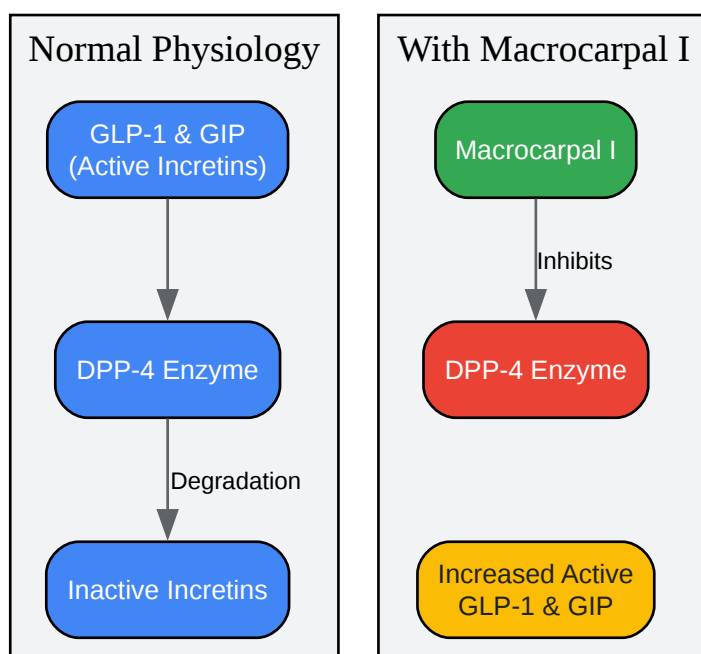 Normal Physiology
GLP-1 & GIP
(Active Incretins)
DPP-4 Enzyme
Degradation
Inactive Incretins
With Macrocarpal I
Macrocarpal I
Inhibits
DPP-4 Enzyme
Increased Active
GLP-1 & GIP